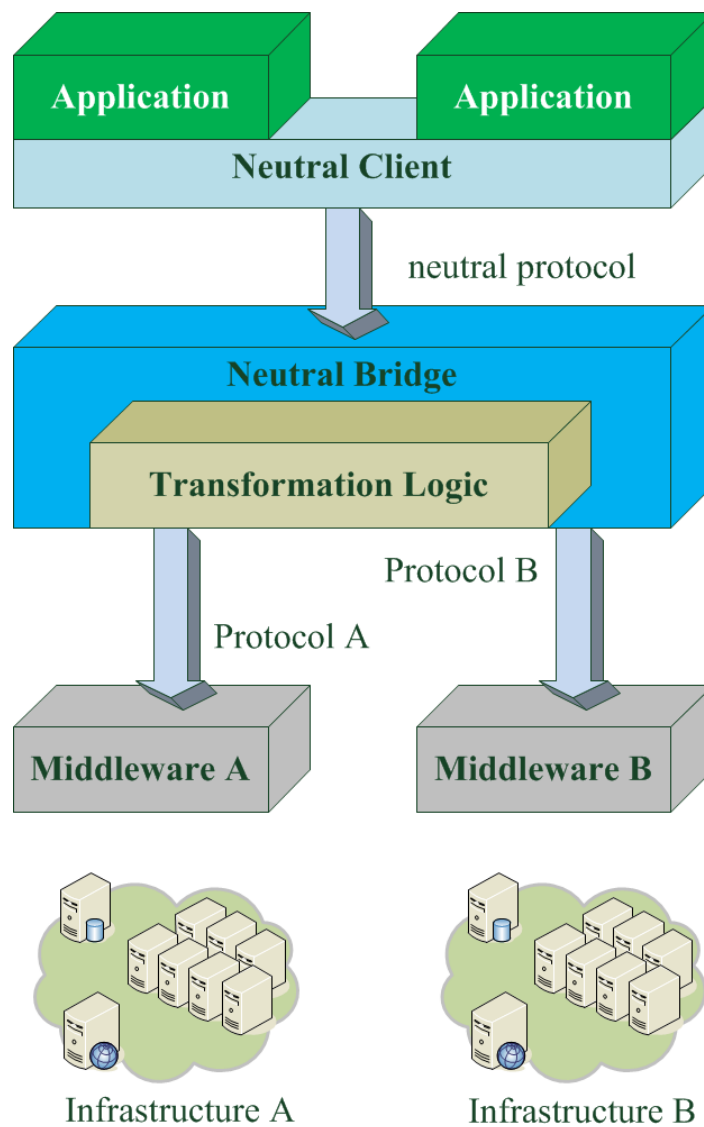 Application
Application
Neutral Client
neutral protocol
Neutral Bridge
Transformation Logic
Protocol B
Protocol A
Middleware A
Middleware B
Infrastructure A
Infrastructure B